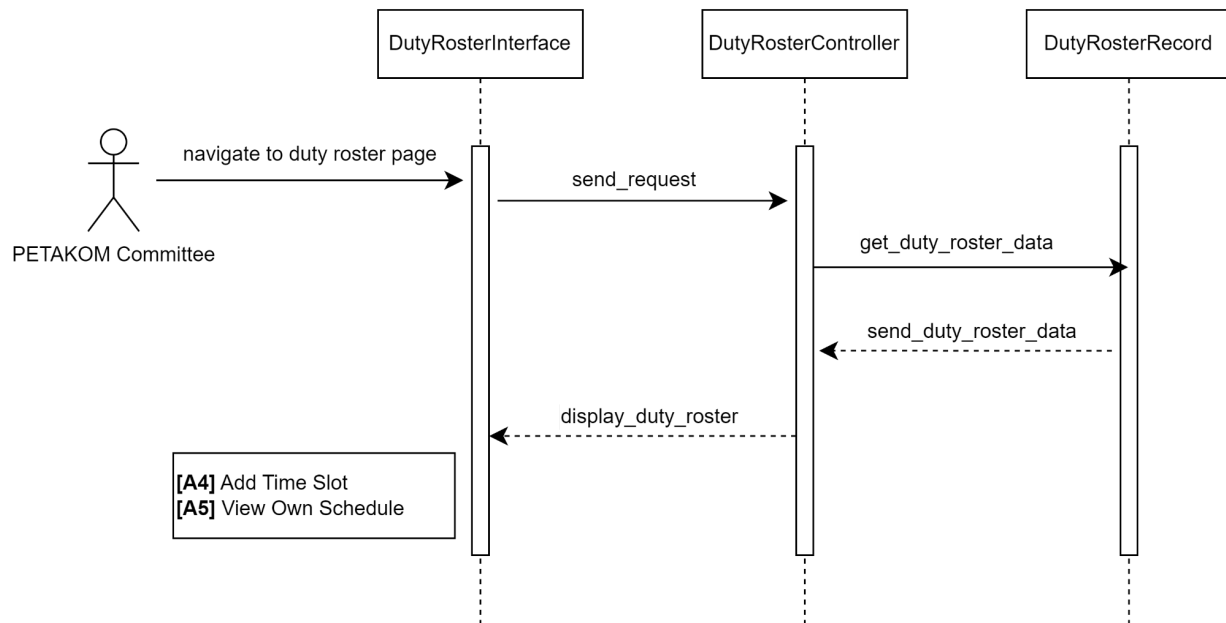 DutyRosterInterface
DutyRosterController
DutyRosterRecord
navigate to duty roster page
send_request
PETAKOM Committee
get_duty_roster_data
send_duty_roster_data
display_duty_roster
[A4] Add Time Slot
[A5] View Own Schedule